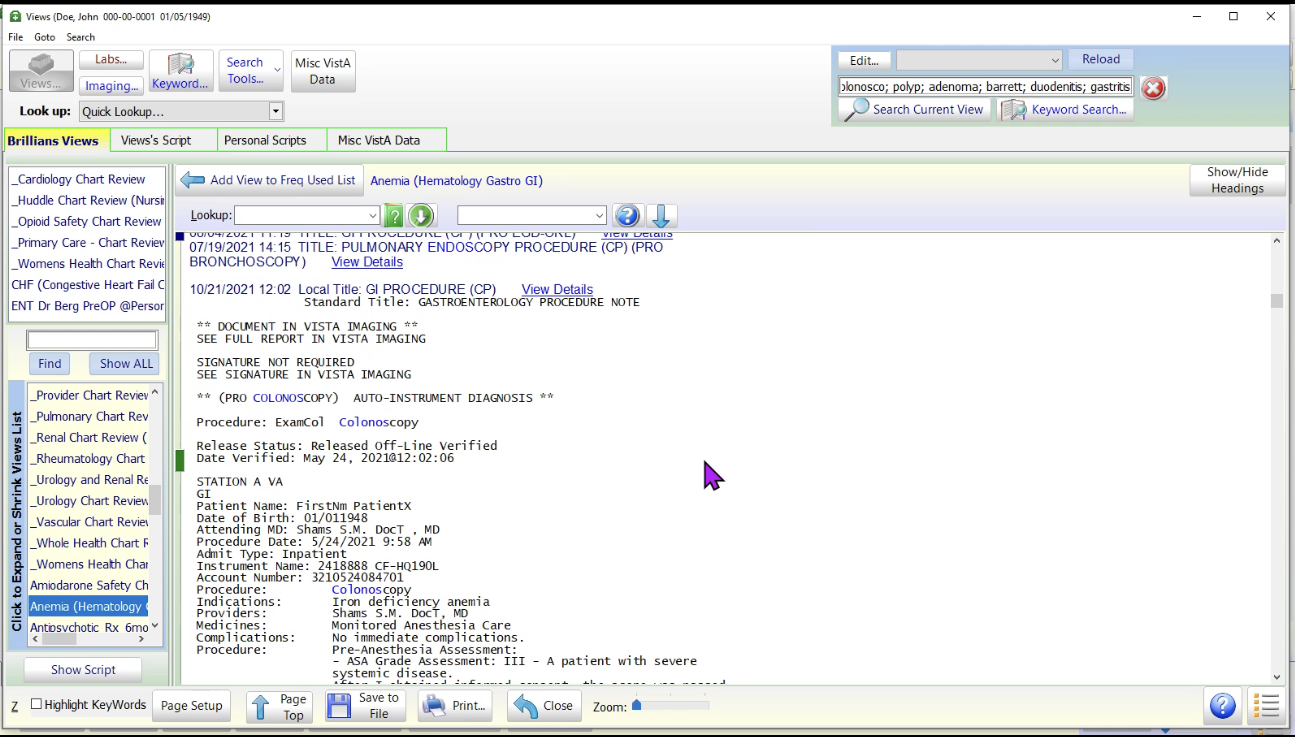 Views (Doe, John 000-00-0001 01/05/1949)
File Goto Search
Views...
Labs...
Imaging...
Keyword...
Search Tools...
Misc VistA Data
Edit...
Reload
olonosco; polyp; adenoma; barrett; duodenitis; gastritis
Search Current View
Keyword Search...
Look up: Quick Lookup...
Brillians Views
Views's Script
Personal Scripts
Misc VistA Data
_Cardiology Chart Review
_Huddle Chart Review (Nursin
_Opioid Safety Chart Review
_Primary Care - Chart Review
_Womens Health Chart Revie
CHF (Congestive Heart Fail C
ENT Dr Berg PreOP @Person
Find
Show ALL
Click to Expand or Shrink Views List
_Provider Chart Review
_Pulmonary Chart Rev
_Renal Chart Review (
_Rheumatology Chart
_Urology and Renal Re
_Urology Chart Review
_Vascular Chart Review
_Whole Health Chart R
_Womens Health Char
Amiodarone Safety Ch
Anemia (Hematology
Antipsychotic Rx 6mo
Show Script
Add View to Freq Used List
Anemia (Hematology Gastro GI)
Show/Hide Headings
Lookup:
TITLE: GI PROCEDURE (CP) (PRO EGD-ORE) View Details
07/19/2021 14:15 TITLE: PULMONARY ENDOSCOPY PROCEDURE (CP) (PRO
BRONCHOSCOPY) View Details
10/21/2021 12:02 Local Title: GI PROCEDURE (CP) View Details
Standard Title: GASTROENTEROLOGY PROCEDURE NOTE
** DOCUMENT IN VISTA IMAGING **
SEE FULL REPORT IN VISTA IMAGING
SIGNATURE NOT REQUIRED
SEE SIGNATURE IN VISTA IMAGING
** (PRO COLONOSCOPY) AUTO-INSTRUMENT DIAGNOSIS **
Procedure: ExamCol Colonoscopy
Release Status: Released Off-Line Verified
Date Verified: May 24, 2021@12:02:06
STATION A VA
GI
Patient Name: FirstNm PatientX
Date of Birth: 01/011948
Attending MD: Shams S.M. DocT , MD
Procedure Date: 5/24/2021 9:58 AM
Admit Type: Inpatient
Instrument Name: 2418888 CF-HQ190L
Account Number: 3210524084701
Procedure: Colonoscopy
Indications: Iron deficiency anemia
Providers: Shams S.M. DocT, MD
Medicines: Monitored Anesthesia Care
Complications: No immediate complications.
Procedure: Pre-Anesthesia Assessment:
- ASA Grade Assessment: III - A patient with severe
systemic disease.
After I obtained informed consent, the scope was passed
Z
Highlight KeyWords
Page Setup
Page Top
Save to File
Print...
Close
Zoom: